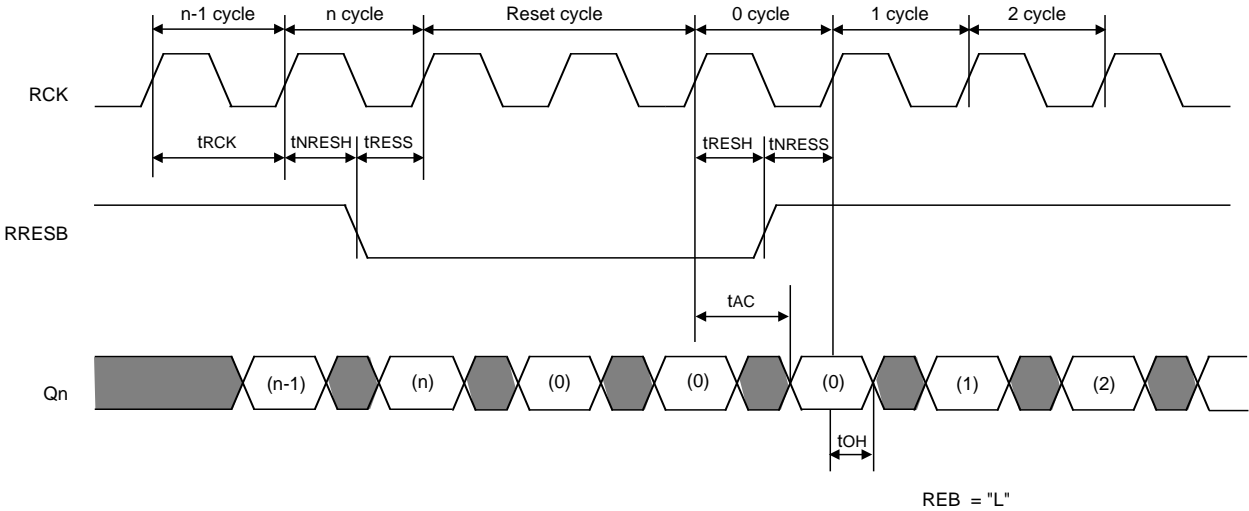 n-1 cycle n cycle Reset cycle 0 cycle 1 cycle 2 cycle
RCK
tRCK tNRESH tRESS tRESH tNRESS
RRESB
tAC
Qn (n-1) (n) (0) (0) (0) (1) (2)
tOH
REB = "L"